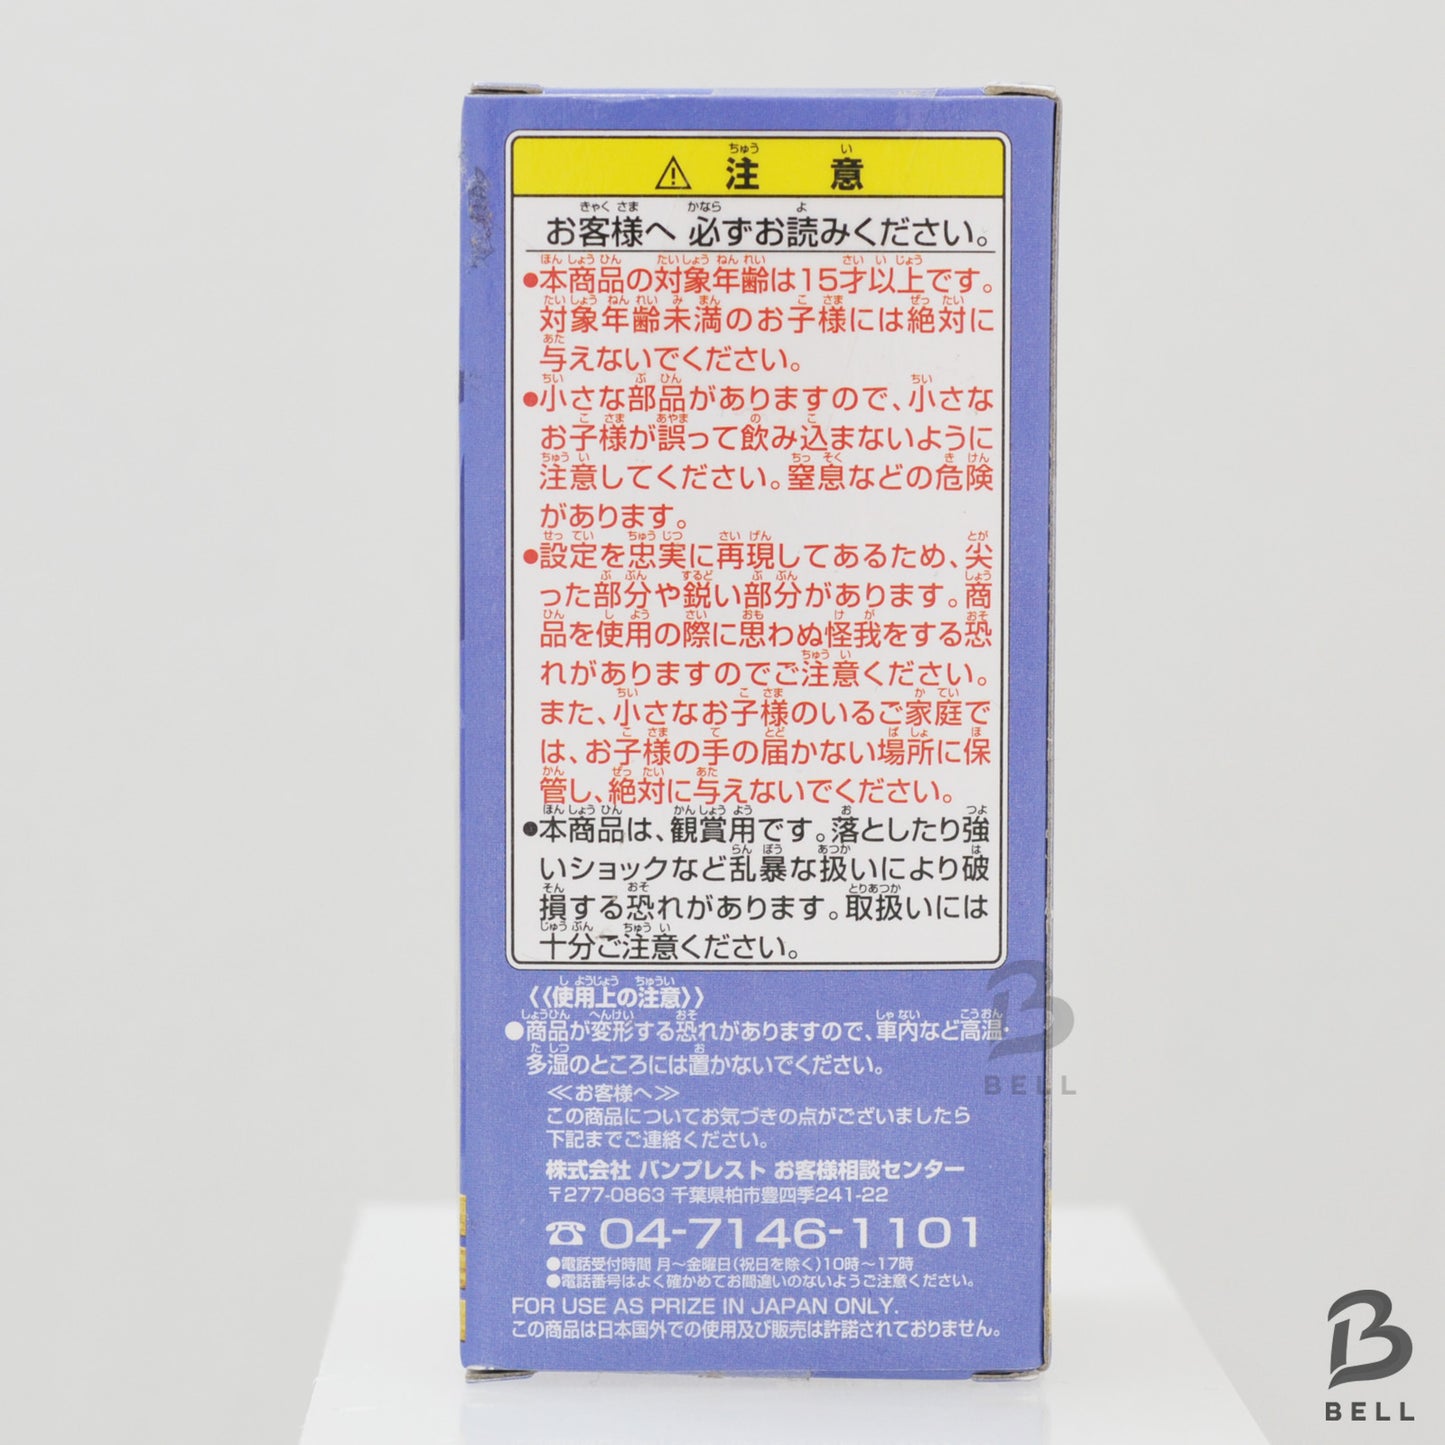 ⚠ 注意
お客様へ 必ずお読みください。
●本商品の対象年齢は15才以上です。
対象年齢未満のお子様には絶対に
与えないでください。
●小さな部品がありますので、小さな
お子様が誤って飲み込まないように
注意してください。窒息などの危険
があります。
●設定を忠実に再現してあるため、尖
った部分や鋭い部分があります。商
品を使用の際に思わぬ怪我をする恐
れがありますのでご注意ください。
また、小さなお子様のいるご家庭で
は、お子様の手の届かない場所に保
管し、絶対に与えないでください。
●本商品は、観賞用です。落としたり強
いショックなど乱暴な扱いにより破
損する恐れがあります。取扱いには
十分ご注意ください。
《使用上の注意》
●商品が変形する恐れがありますので、車内など高温・
多湿のところには置かないでください。
≪お客様へ≫
この商品についてお気づきの点がございましたら
下記までご連絡ください。
株式会社 バンプレスト お客様相談センター
〒277-0863 千葉県柏市豊四季241-22
☎ 04-7146-1101
●電話受付時間 月～金曜日(祝日を除く)10時～17時
●電話番号はよく確かめてお間違いのないようご注意ください。
FOR USE AS PRIZE IN JAPAN ONLY.
この商品は日本国外での使用及び販売は許諾されておりません。
BELL
BELL